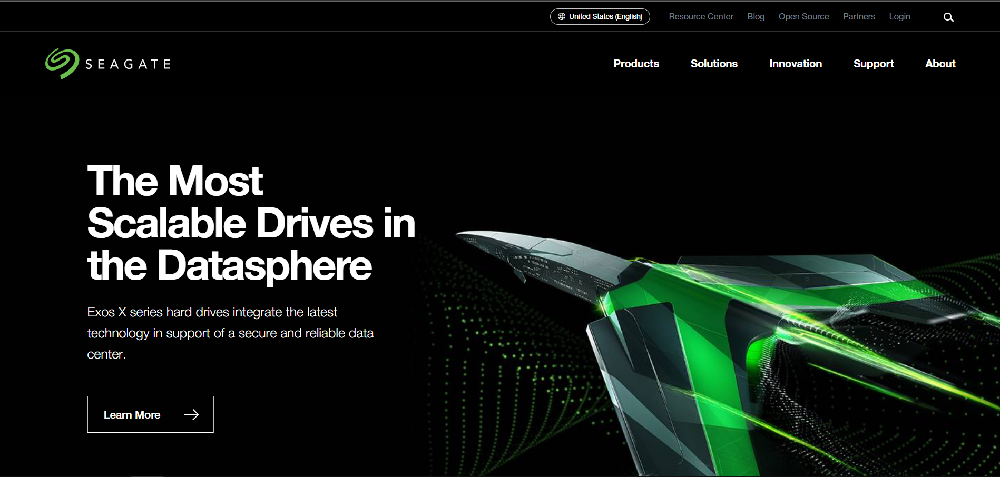 United States (English) Resource Center Blog Open Source Partners Login
SEAGATE
Products Solutions Innovation Support About
The Most
Scalable Drives in
the Datasphere
Exos X series hard drives integrate the latest
technology in support of a secure and reliable data
center.
Learn More